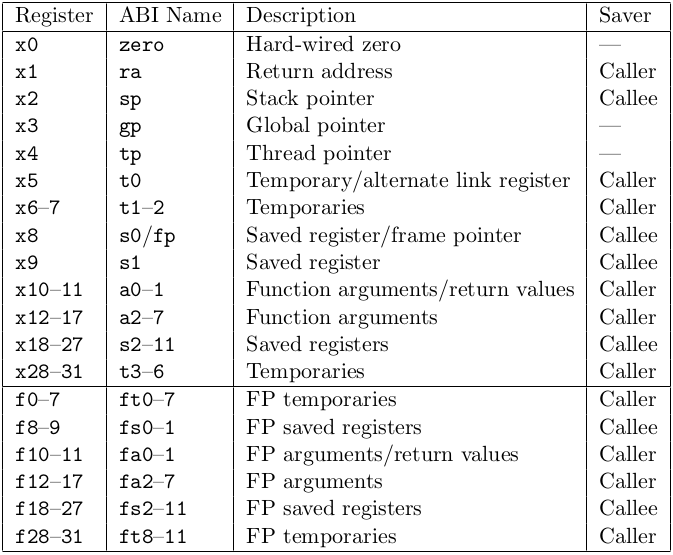 Register ABI Name Description Saver
x0 zero Hard-wired zero —
x1 ra Return address Caller
x2 sp Stack pointer Callee
x3 gp Global pointer —
x4 tp Thread pointer —
x5 t0 Temporary/alternate link register Caller
x6–7 t1–2 Temporaries Caller
x8 s0/fp Saved register/frame pointer Callee
x9 s1 Saved register Callee
x10–11 a0–1 Function arguments/return values Caller
x12–17 a2–7 Function arguments Caller
x18–27 s2–11 Saved registers Callee
x28–31 t3–6 Temporaries Caller
f0–7 ft0–7 FP temporaries Caller
f8–9 fs0–1 FP saved registers Callee
f10–11 fa0–1 FP arguments/return values Caller
f12–17 fa2–7 FP arguments Caller
f18–27 fs2–11 FP saved registers Callee
f28–31 ft8–11 FP temporaries Caller